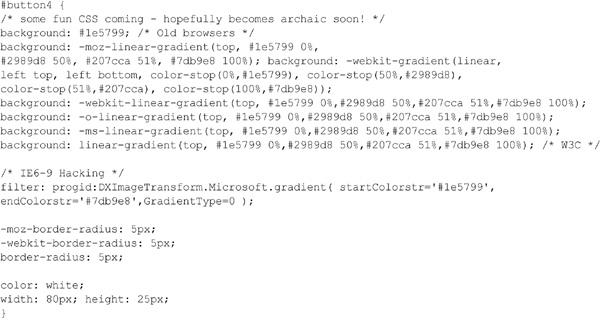 #button4 {
/* some fun CSS coming - hopefully becomes archaic soon! */
background: #1e5799; /* Old browsers */
background: -moz-linear-gradient(top, #1e5799 0%,
#2989d8 50%, #207cca 51%, #7db9e8 100%); background: -webkit-gradient(linear,
left top, left bottom, color-stop(0%,#1e5799), color-stop(50%,#2989d8),
color-stop(51%,#207cca), color-stop(100%,#7db9e8));
background: -webkit-linear-gradient(top, #1e5799 0%,#2989d8 50%,#207cca 51%,#7db9e8 100%);
background: -o-linear-gradient(top, #1e5799 0%,#2989d8 50%,#207cca 51%,#7db9e8 100%);
background: -ms-linear-gradient(top, #1e5799 0%,#2989d8 50%,#207cca 51%,#7db9e8 100%);
background: linear-gradient(top, #1e5799 0%,#2989d8 50%,#207cca 51%,#7db9e8 100%); /* W3C */
/* IE6-9 Hacking */
filter: progid:DXImageTransform.Microsoft.gradient( startColorstr='#1e5799',
endColorstr='#7db9e8',GradientType=0 );
-moz-border-radius: 5px;
-webkit-border-radius: 5px;
border-radius: 5px;
color: white;
width: 80px; height: 25px;
}